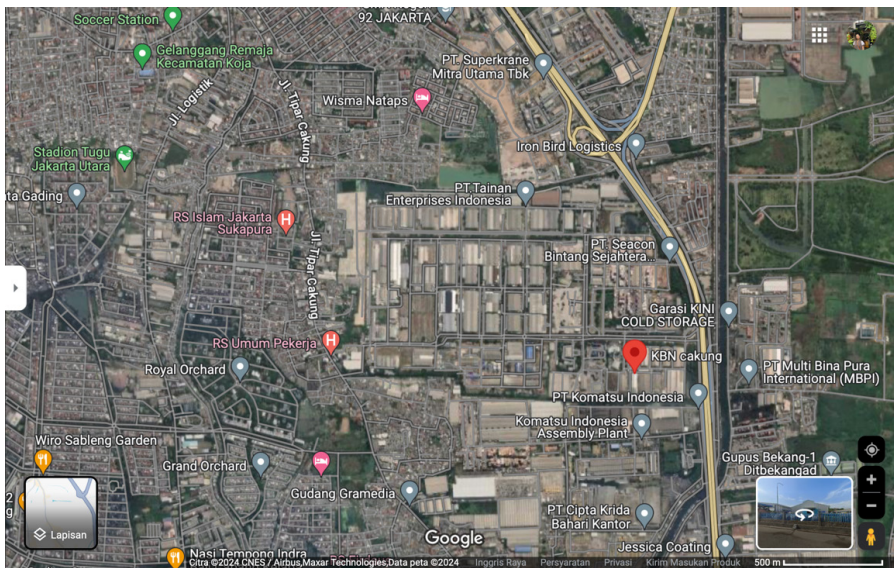 Soccer Station
92 JAKARTA
Gelanggang Remaja
Kecamatan Koja
PT. Superkrane
Mitra Utama Tbk
Jl. Logistik
Jl. Tipar Cakung
Wisma Nataps
Iron Bird Logistics
Stadion Tugu
Jakarta Utara
ta Gading
PT.Tainan
Enterprises Indonesia
RS Islam Jakarta
Sukapura
Jl. Tipar Cakung
PT. Seacon
Bintang Sejahtera...
Garasi KINI
COLD STORAGE
RS Umum Pekerja
KBN cakung
Royal Orchard
PT Multi Bina Pura
International (MBPI)
PT Komatsu Indonesia
Komatsu Indonesia
Assembly Plant
Wiro Sableng Garden
Grand Orchard
Gupus Bekang-1
Ditbekangad
Gudang Gramedia
2
g
Lapisan
PT Cipta Krida
Bahari Kantor
Google
Jessica Coating
Nasi Tempong Indra
Citra ©2024 CNES / Airbus,Maxar Technologies,Data peta ©2024 Inggris Raya Persyaratan Privasi Kirim Masukan Produk 500 m